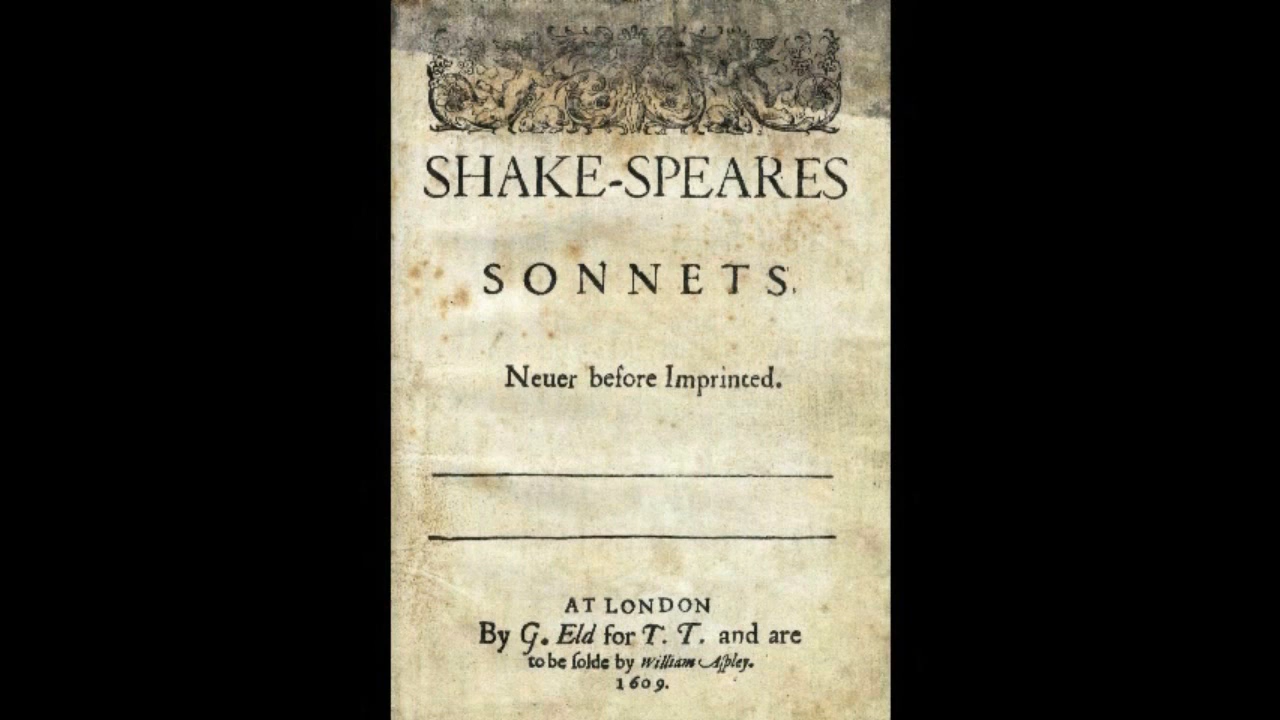 SHAKE-SPEARES
SONNETS.
Neuer before Imprinted.
AT LONDON
By G. Eld for T. T. and are
to be ſolde by William Aſpley.
1609.